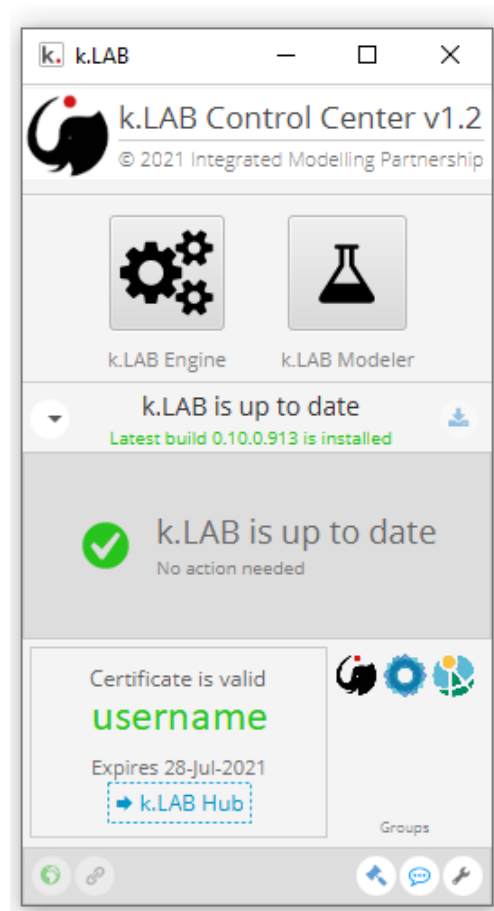 k. k.LAB
k.LAB Control Center v1.2
© 2021 Integrated Modelling Partnership
k.LAB Engine
k.LAB Modeler
k.LAB is up to date
Latest build 0.10.0.913 is installed
k.LAB is up to date
No action needed
Certificate is valid
username
Expires 28-Jul-2021
k.LAB Hub
Groups